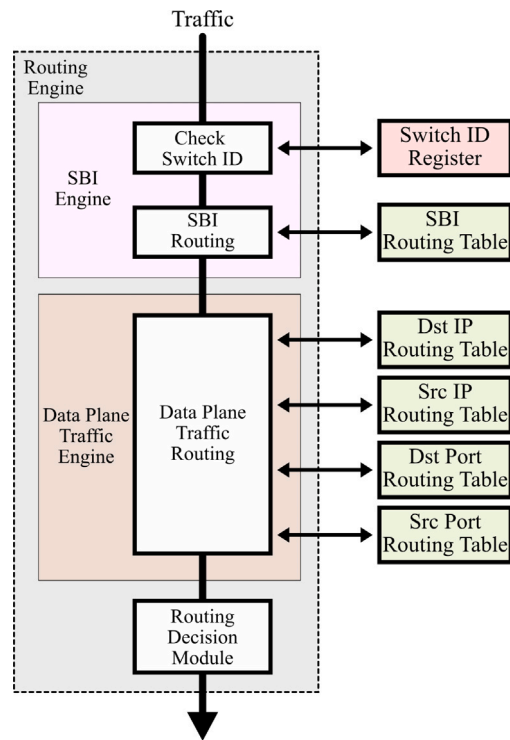 Traffic
Routing
Engine
Check
Switch ID
Switch ID
Register
SBI
Engine
SBI
Routing
SBI
Routing Table
Dst IP
Routing Table
Src IP
Routing Table
Data Plane
Traffic
Engine
Data Plane
Traffic
Routing
Dst Port
Routing Table
Src Port
Routing Table
Routing
Decision
Module